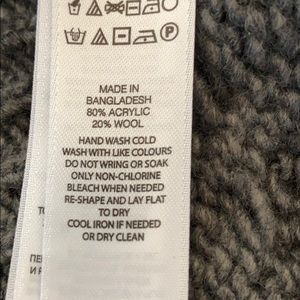 MADE IN
BANGLADESH
80% ACRYLIC
20% WOOL
HAND WASH COLD
WASH WITH LIKE COLOURS
DO NOT WRING OR SOAK
ONLY NON-CHLORINE
BLEACH WHEN NEEDED
RE-SHAPE AND LAY FLAT
TO DRY
COOL IRON IF NEEDED
OR DRY CLEAN